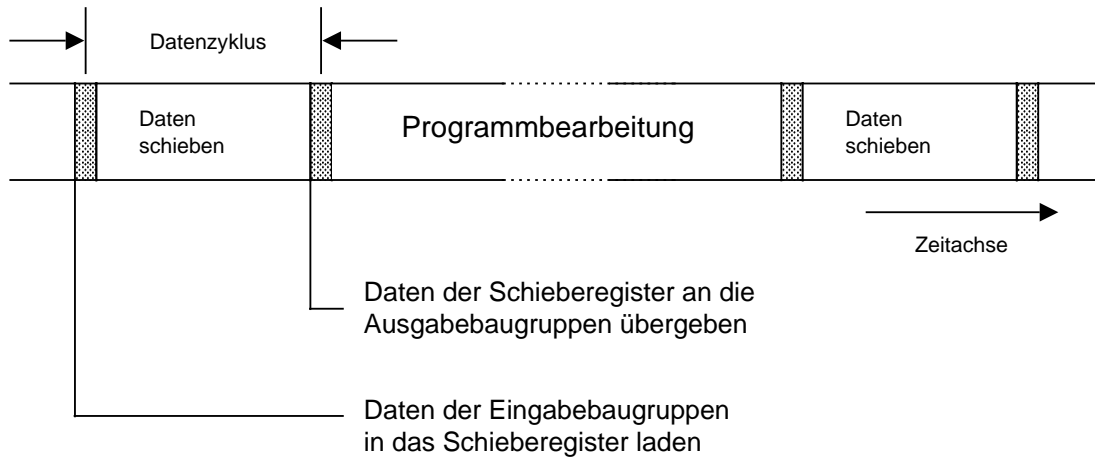 Datenzyklus
Daten
schieben
Programmbearbeitung
Daten
schieben
Zeitachse
Daten der Schieberegister an die
Ausgabebaugruppen übergeben
Daten der Eingabebaugruppen
in das Schieberegister laden